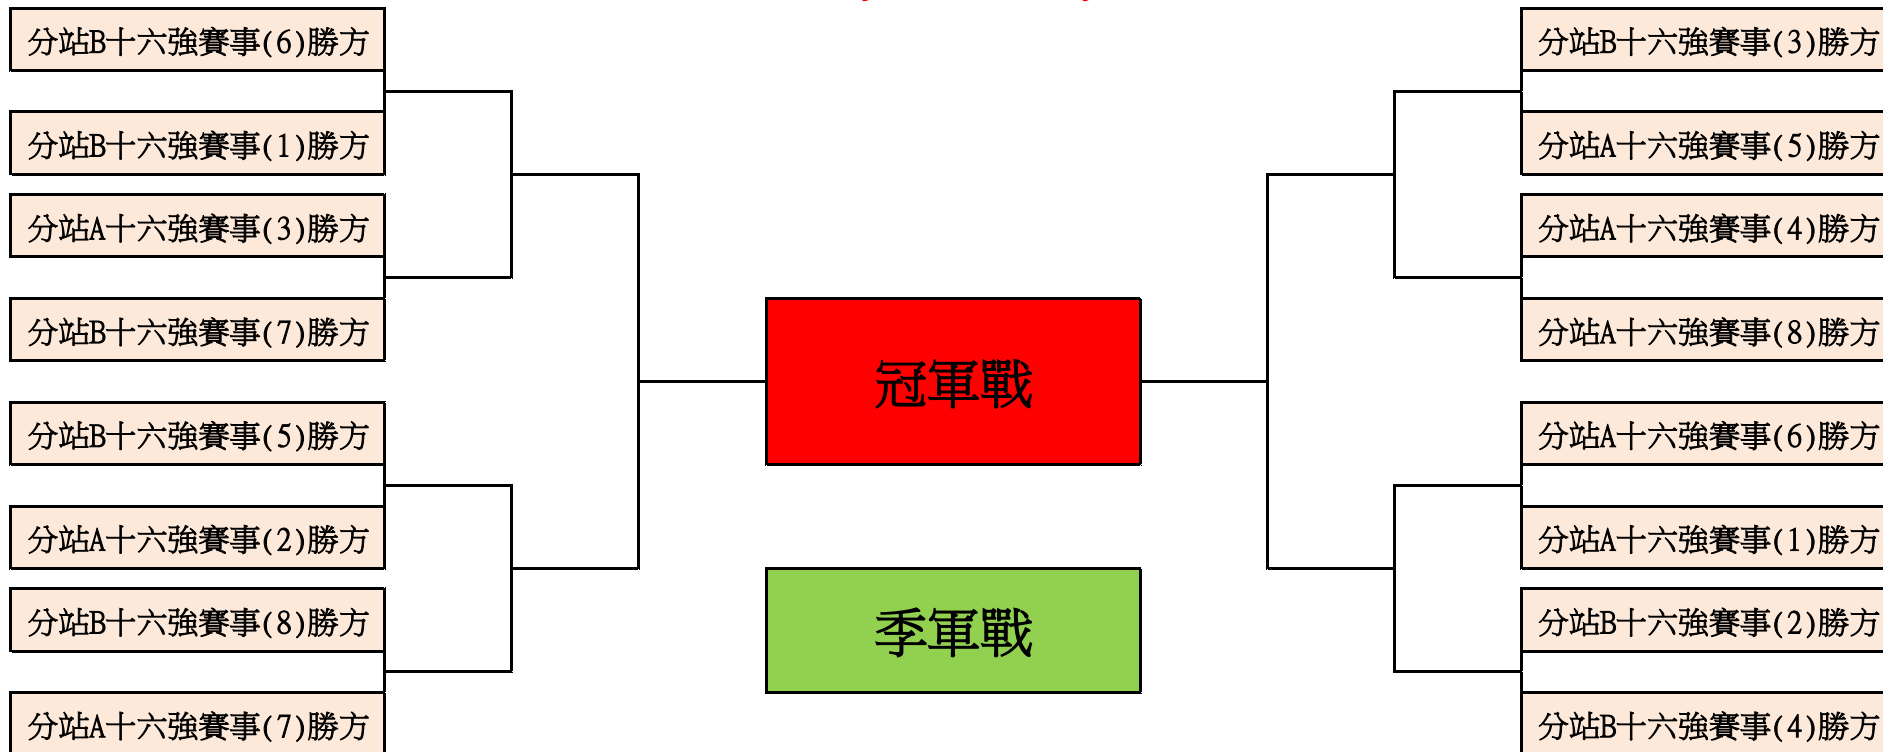 分站B十六強賽事(6)勝方
分站B十六強賽事(1)勝方
分站A十六強賽事(3)勝方
分站B十六強賽事(7)勝方
分站B十六強賽事(5)勝方
分站A十六強賽事(2)勝方
分站B十六強賽事(8)勝方
分站A十六強賽事(7)勝方
冠軍戰
季軍戰
分站B十六強賽事(3)勝方
分站A十六強賽事(5)勝方
分站A十六強賽事(4)勝方
分站A十六強賽事(8)勝方
分站A十六強賽事(6)勝方
分站A十六強賽事(1)勝方
分站B十六強賽事(2)勝方
分站B十六強賽事(4)勝方